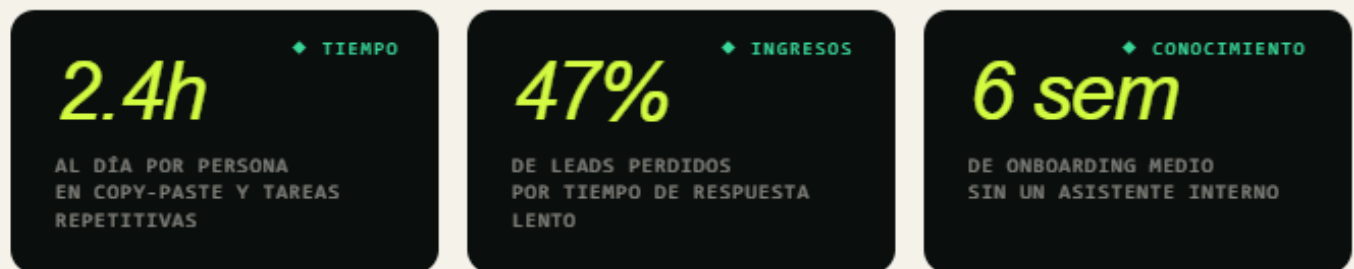 ◆ TIEMPO
2.4h
AL DÍA POR PERSONA
EN COPY-PASTE Y TAREAS
REPETITIVAS
◆ INGRESOS
47%
DE LEADS PERDIDOS
POR TIEMPO DE RESPUESTA
LENTO
◆ CONOCIMIENTO
6 sem
DE ONBOARDING MEDIO
SIN UN ASISTENTE INTERNO